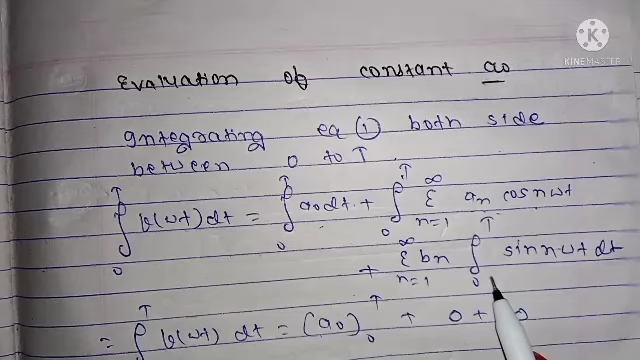 KINEMASTER
Evaluation of constant a₀
Integrating eq (1) both side
between 0 to T
∫₀ᵀ v(ωt) dt = ∫₀ᵀ a₀ dt + ∫₀ᵀ Σₙ₌₁^∞ aₙ cos nωt
+ Σₙ₌₁^∞ bₙ ∫₀ᵀ sin nωt dt
= ∫₀ᵀ v(ωt) dt = (a₀)₀ᵀ + 0 + 0